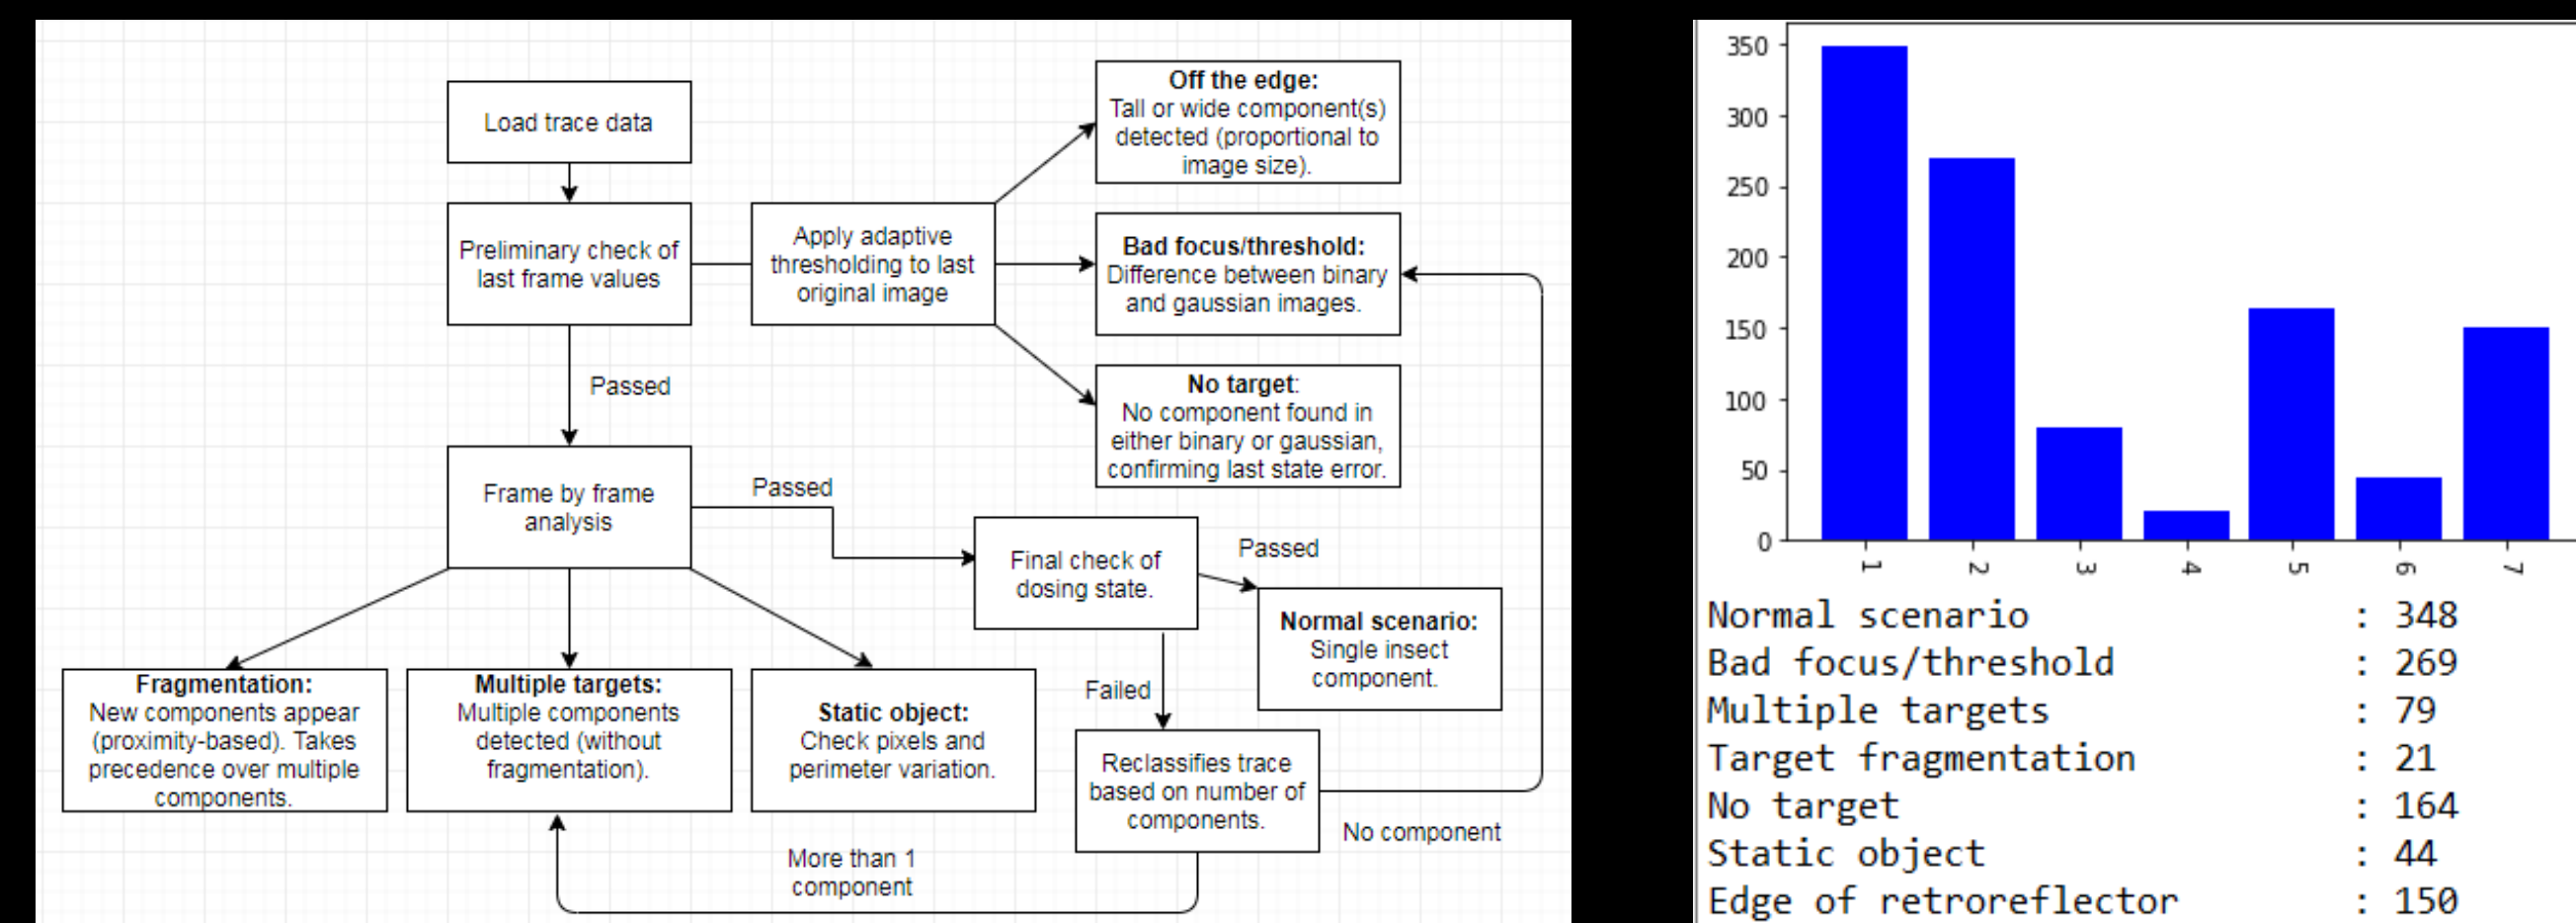 Load trace data
Preliminary check of
last frame values
Apply adaptive
thresholding to last
original image
Off the edge:
Tall or wide component(s)
detected (proportional to
image size).
Bad focus/threshold:
Difference between binary
and gaussian images.
No target:
No component found in
either binary or gaussian,
confirming last state error.
Passed
Frame by frame
analysis
Passed
Final check of
dosing state.
Passed
Normal scenario:
Single insect
component.
Failed
Reclassifies trace
based on number of
components.
No component
More than 1
component
Fragmentation:
New components appear
(proximity-based). Takes
precedence over multiple
components.
Multiple targets:
Multiple components
detected (without
fragmentation).
Static object:
Check pixels and
perimeter variation.
350
300
250
200
150
100
50
0
1 2 3 4 5 6 7
Normal scenario : 348
Bad focus/threshold : 269
Multiple targets : 79
Target fragmentation : 21
No target : 164
Static object : 44
Edge of retroreflector : 150